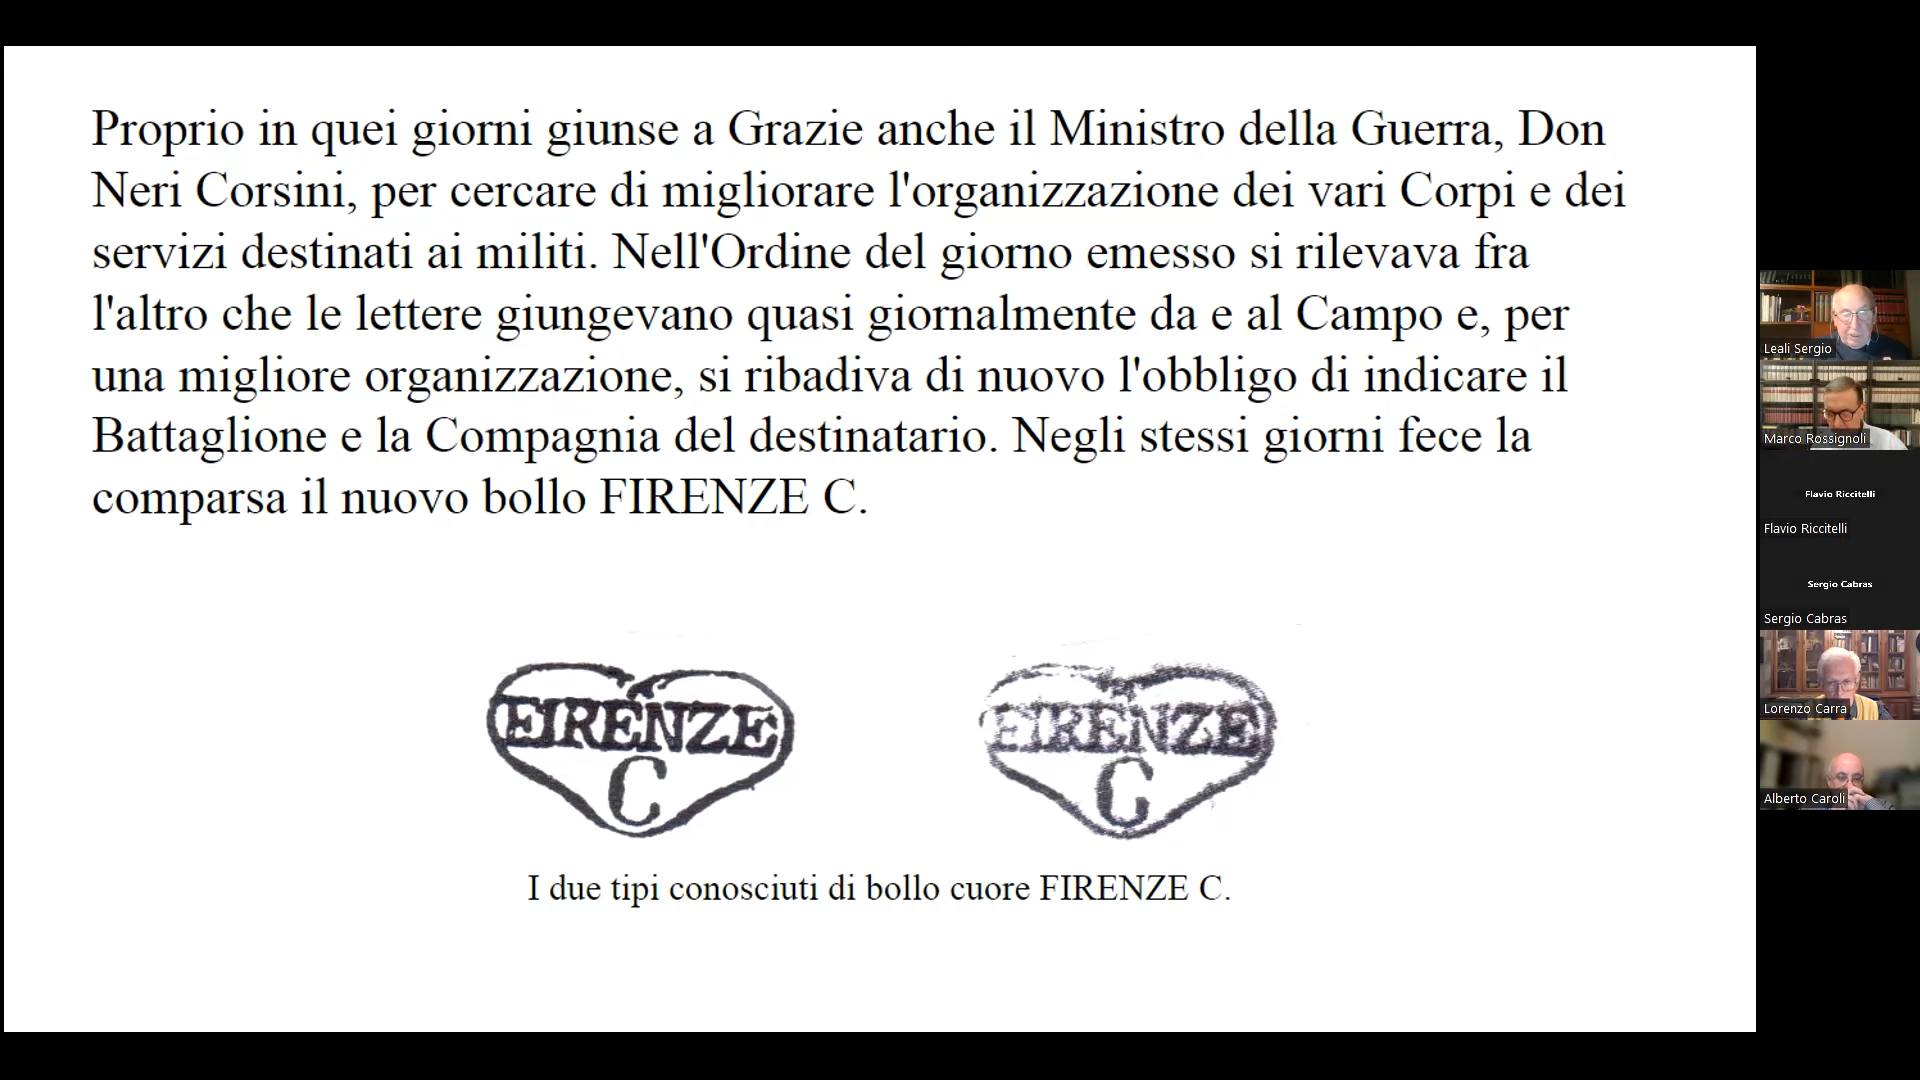 Proprio in quei giorni giunse a Grazie anche il Ministro della Guerra, Don
Neri Corsini, per cercare di migliorare l'organizzazione dei vari Corpi e dei
servizi destinati ai militi. Nell'Ordine del giorno emesso si rilevava fra
l'altro che le lettere giungevano quasi giornalmente da e al Campo e, per
una migliore organizzazione, si ribadiva di nuovo l'obbligo di indicare il
Battaglione e la Compagnia del destinatario. Negli stessi giorni fece la
comparsa il nuovo bollo FIRENZE C.
FIRENZE
C
FIRENZE
C
I due tipi conosciuti di bollo cuore FIRENZE C.
Leali Sergio
Marco Rossignoli
Flavio Riccitelli
Flavio Riccitelli
Sergio Cabras
Sergio Cabras
Lorenzo Carra
Alberto Caroli